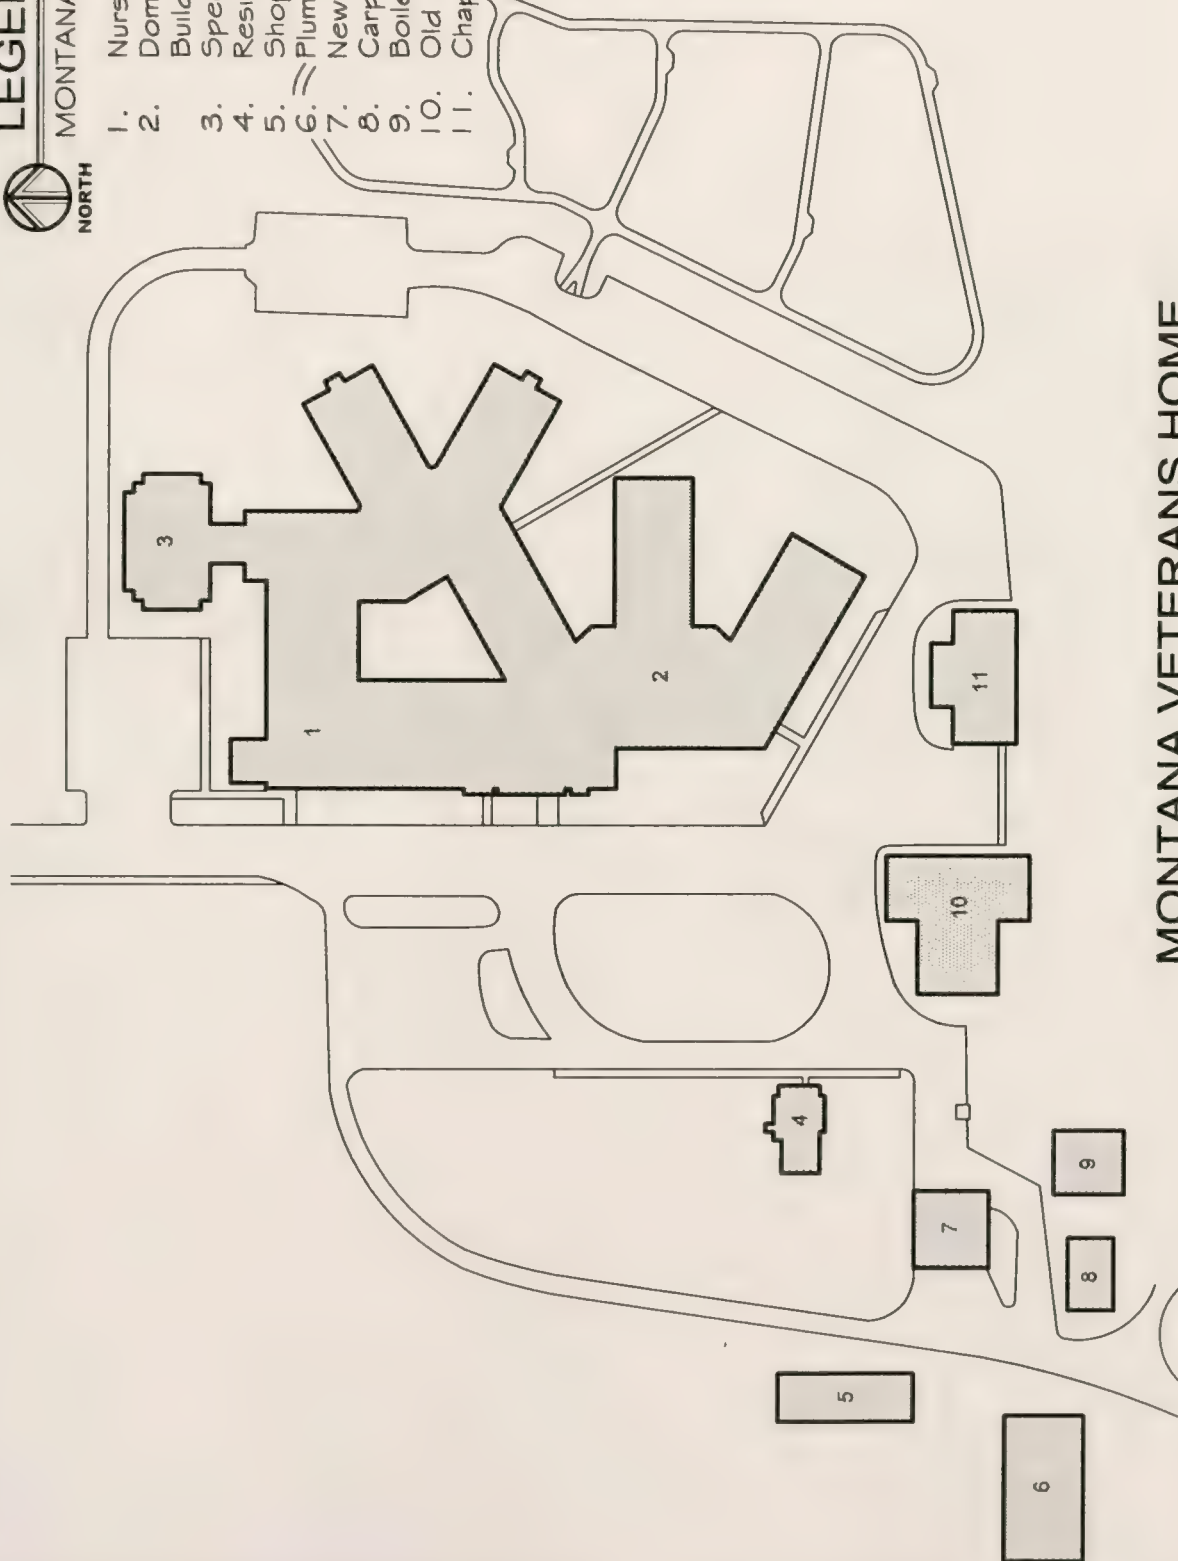 LEGE
MONTANA
NORTH
1. Nurs
2. Dom
Build
3. Spe
4. Resi
5. Shop
6. Plum
7. New
8. Carp
9. Boile
10. Old
11. Chap
3
1
2
11
10
4
7
9
8
5
6
MONTANA VETERANS HOME